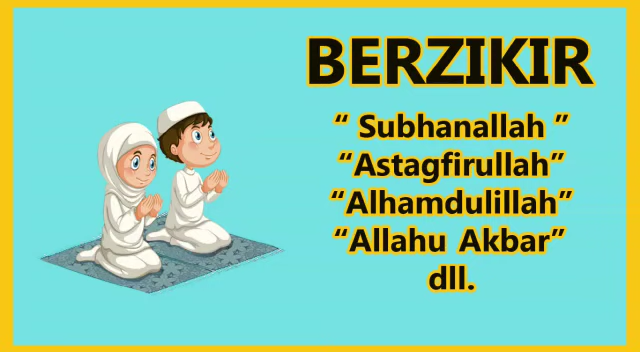 BERZIKIR
“ Subhanallah ”
“Astagfirullah”
“Alhamdulillah”
“Allahu Akbar”
dll.